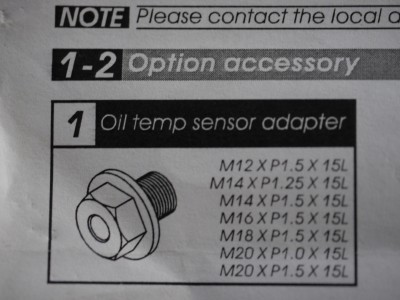 NOTE Please contact the local
1-2 Option accessory
1 Oil temp sensor adapter
M12 X P1.5 X 15L
M14 X P1.25 X 15L
M14 X P1.5 X 15L
M16 X P1.5 X 15L
M18 X P1.5 X 15L
M20 X P1.0 X 15L
M20 X P1.5 X 15L